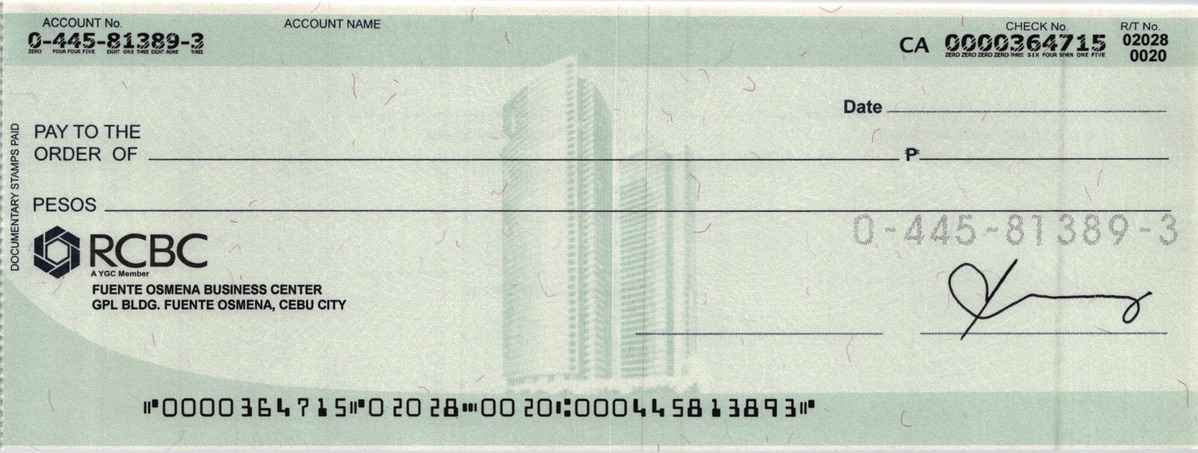 ACCOUNT No.
0-445-81389-3
ZERO FOUR FOUR FIVE EIGHT ONE THREE EIGHT NINE THREE
ACCOUNT NAME
CHECK No.
CA 0000364715
ZERO ZERO ZERO ZERO THREE SIX FOUR SEVEN ONE FIVE
R/T No.
02028
0020
Date
DOCUMENTARY STAMPS PAID
PAY TO THE
ORDER OF
₱
PESOS
0-445-81389-3
RCBC
A YGC Member
FUENTE OSMENA BUSINESS CENTER
GPL BLDG. FUENTE OSMENA, CEBU CITY
⑈0000364715⑈02028⑉0020⑆000445813893⑈